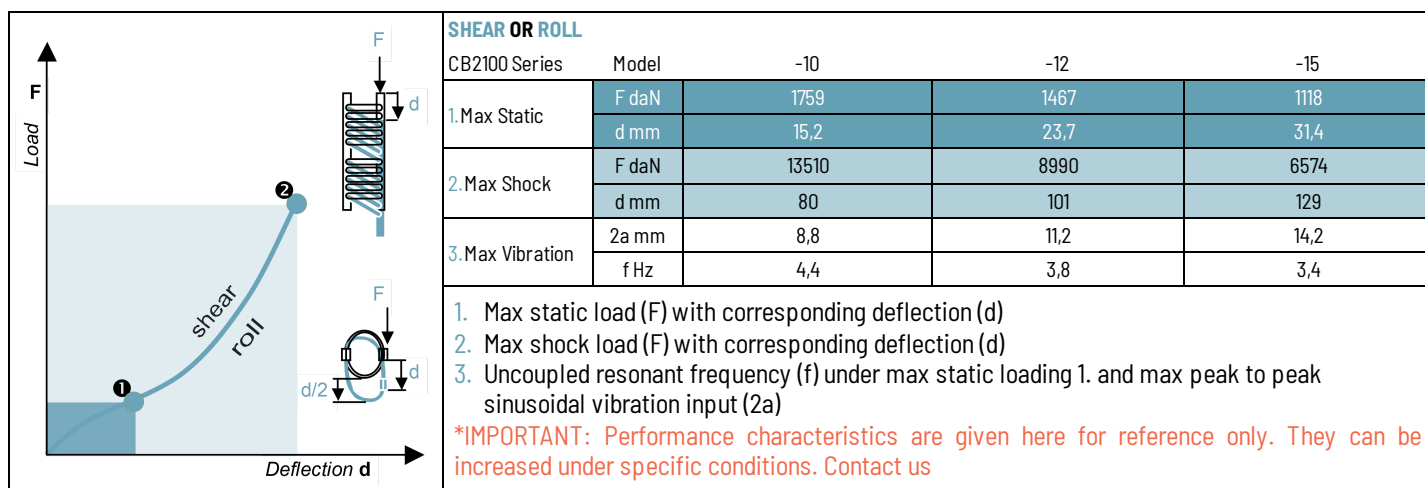 F
Load
❷
shear
roll
❶
Deflection d
F
d
F
d
d/2
SHEAR OR ROLL
CB2100 Series Model -10 -12 -15
1.Max Static F daN 1759 1467 1118
d mm 15,2 23,7 31,4
2.Max Shock F daN 13510 8990 6574
d mm 80 101 129
3.Max Vibration 2a mm 8,8 11,2 14,2
f Hz 4,4 3,8 3,4
1. Max static load (F) with corresponding deflection (d)
2. Max shock load (F) with corresponding deflection (d)
3. Uncoupled resonant frequency (f) under max static loading 1. and max peak to peak
sinusoidal vibration input (2a)
*IMPORTANT: Performance characteristics are given here for reference only. They can be
increased under specific conditions. Contact us